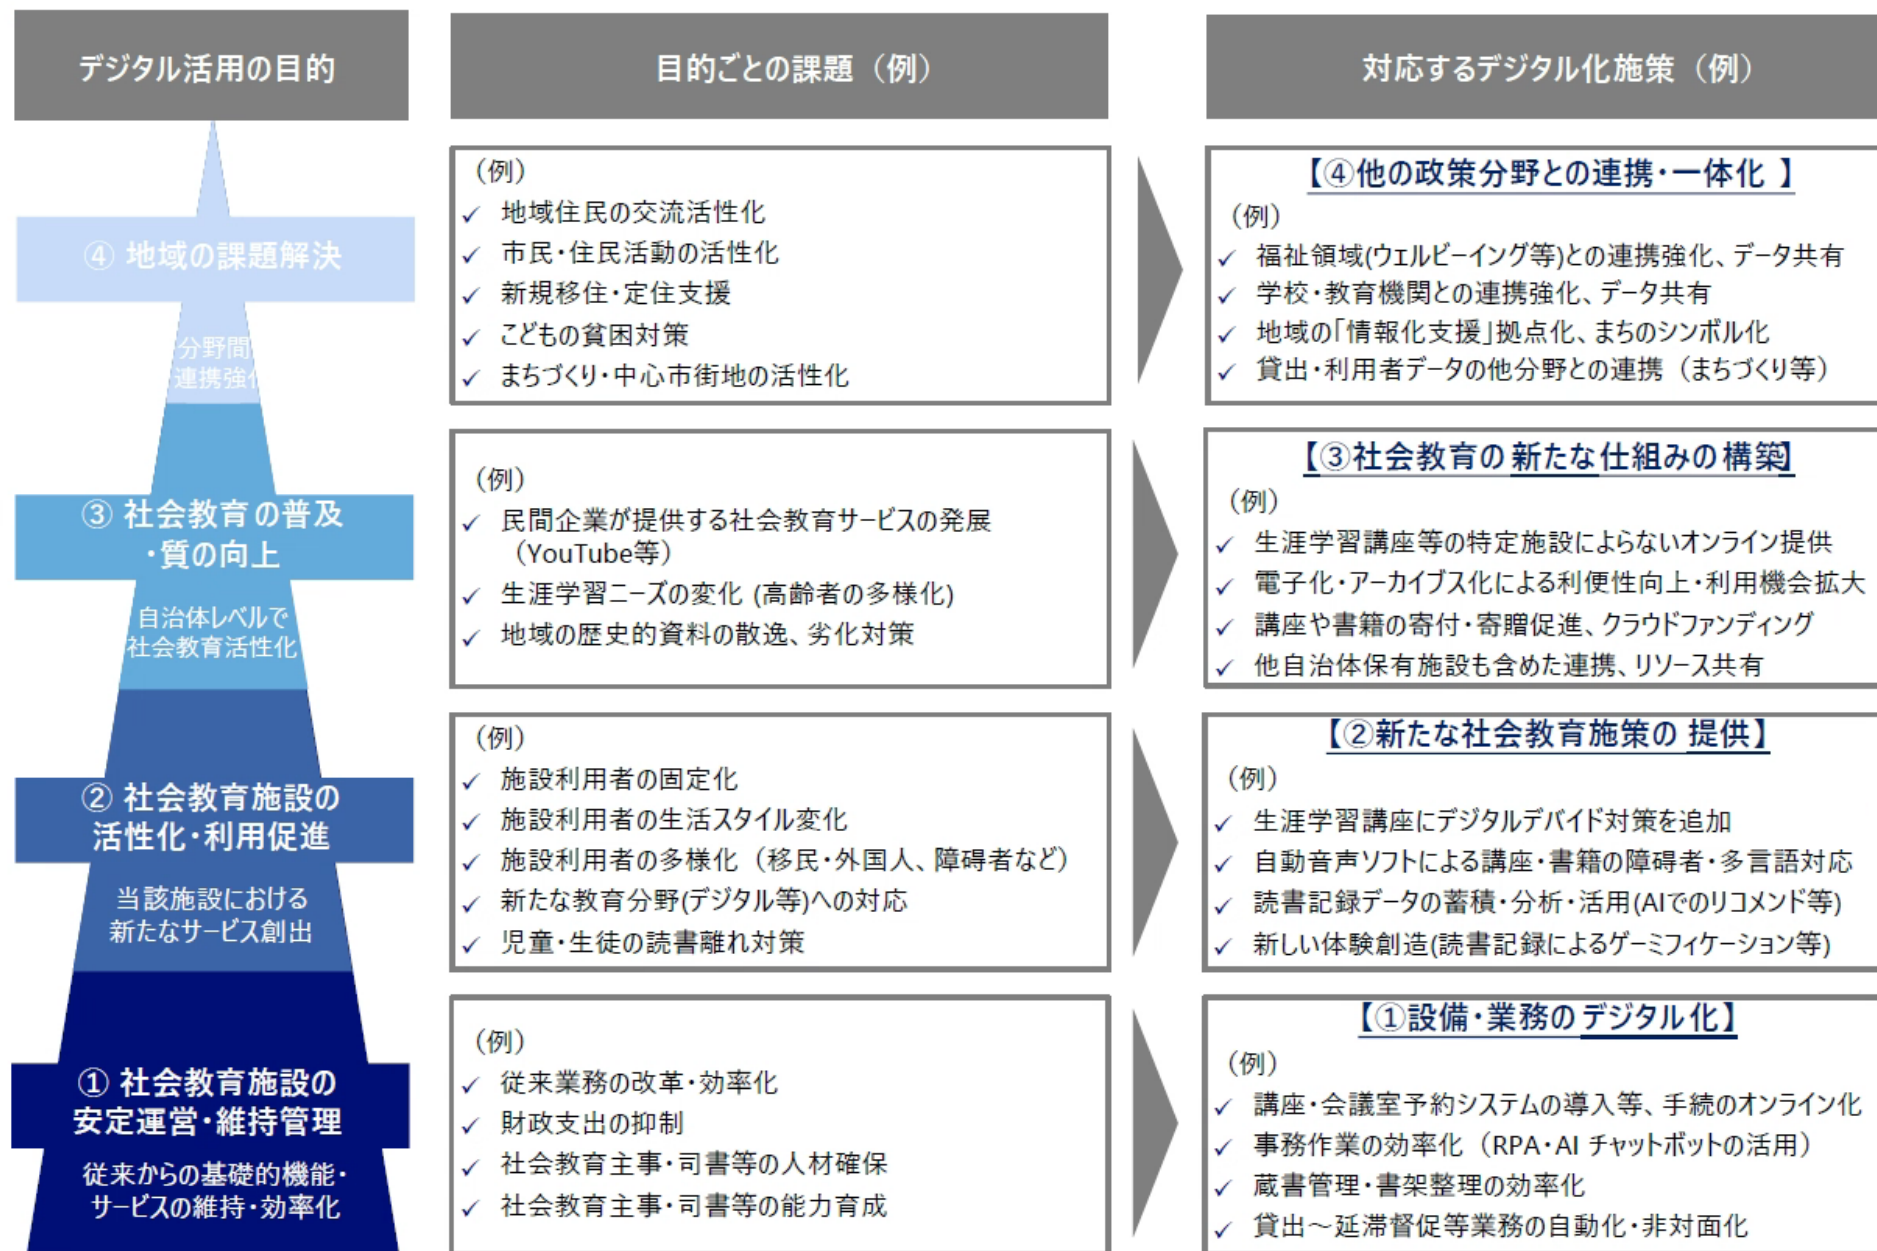 デジタル活用の目的
目的ごとの課題（例）
対応するデジタル化施策（例）
④ 地域の課題解決
分野間
連携強化
（例）
✓ 地域住民の交流活性化
✓ 市民・住民活動の活性化
✓ 新規移住・定住支援
✓ こどもの貧困対策
✓ まちづくり・中心市街地の活性化
【④他の政策分野との連携・一体化 】
（例）
✓ 福祉領域(ウェルビーイング等)との連携強化、データ共有
✓ 学校・教育機関との連携強化、データ共有
✓ 地域の「情報化支援」拠点化、まちのシンボル化
✓ 貸出・利用者データの他分野との連携（まちづくり等）
③ 社会教育の普及
・質の向上
自治体レベルで
社会教育活性化
（例）
✓ 民間企業が提供する社会教育サービスの発展
（YouTube等）
✓ 生涯学習ニーズの変化 (高齢者の多様化)
✓ 地域の歴史的資料の散逸、劣化対策
【③社会教育の新たな仕組みの構築】
（例）
✓ 生涯学習講座等の特定施設によらないオンライン提供
✓ 電子化・アーカイブス化による利便性向上・利用機会拡大
✓ 講座や書籍の寄付・寄贈促進、クラウドファンディング
✓ 他自治体保有施設も含めた連携、リソース共有
② 社会教育施設の
活性化・利用促進
当該施設における
新たなサービス創出
（例）
✓ 施設利用者の固定化
✓ 施設利用者の生活スタイル変化
✓ 施設利用者の多様化（移民・外国人、障碍者など）
✓ 新たな教育分野(デジタル等)への対応
✓ 児童・生徒の読書離れ対策
【②新たな社会教育施策の 提供】
（例）
✓ 生涯学習講座にデジタルデバイド対策を追加
✓ 自動音声ソフトによる講座・書籍の障碍者・多言語対応
✓ 読書記録データの蓄積・分析・活用(AIでのリコメンド等)
✓ 新しい体験創造(読書記録によるゲーミフィケーション等)
① 社会教育施設の
安定運営・維持管理
従来からの基礎的機能・
サービスの維持・効率化
（例）
✓ 従来業務の改革・効率化
✓ 財政支出の抑制
✓ 社会教育主事・司書等の人材確保
✓ 社会教育主事・司書等の能力育成
【①設備・業務のデジタル化】
（例）
✓ 講座・会議室予約システムの導入等、手続のオンライン化
✓ 事務作業の効率化（RPA・AI チャットボットの活用）
✓ 蔵書管理・書架整理の効率化
✓ 貸出～延滞督促等業務の自動化・非対面化